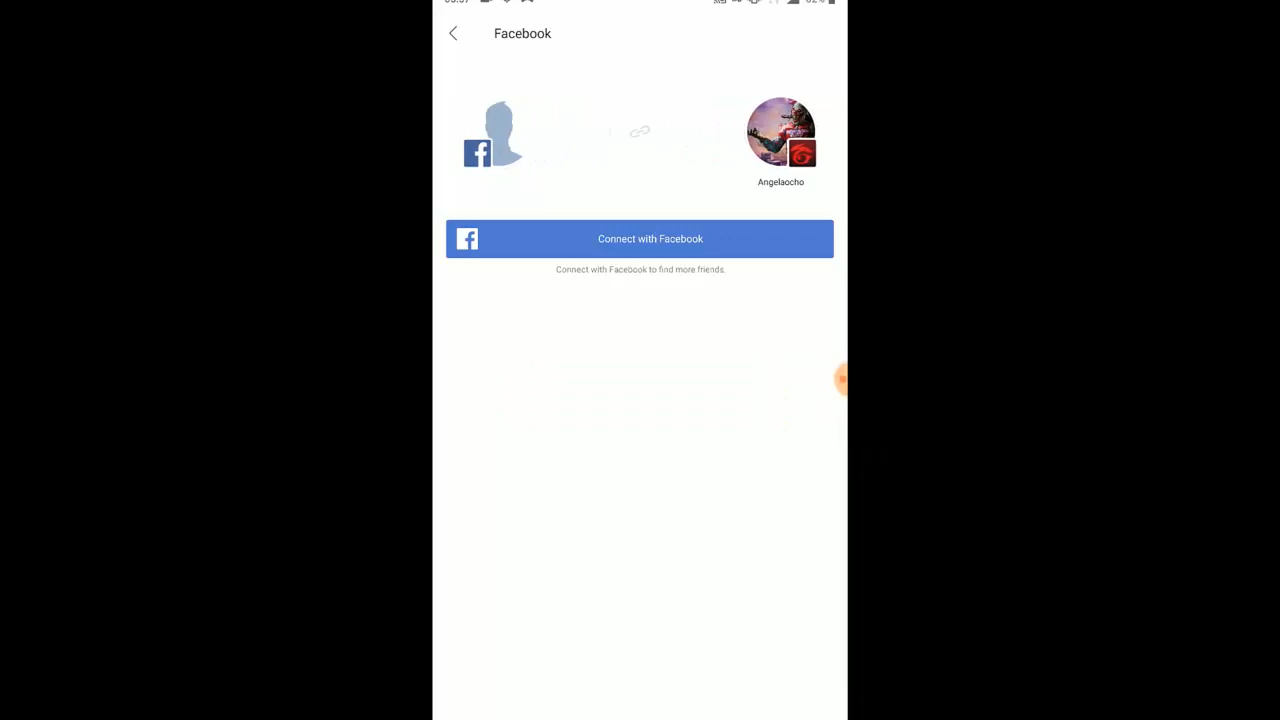 Facebook
Angelaocho
Connect with Facebook
Connect with Facebook to find more friends.